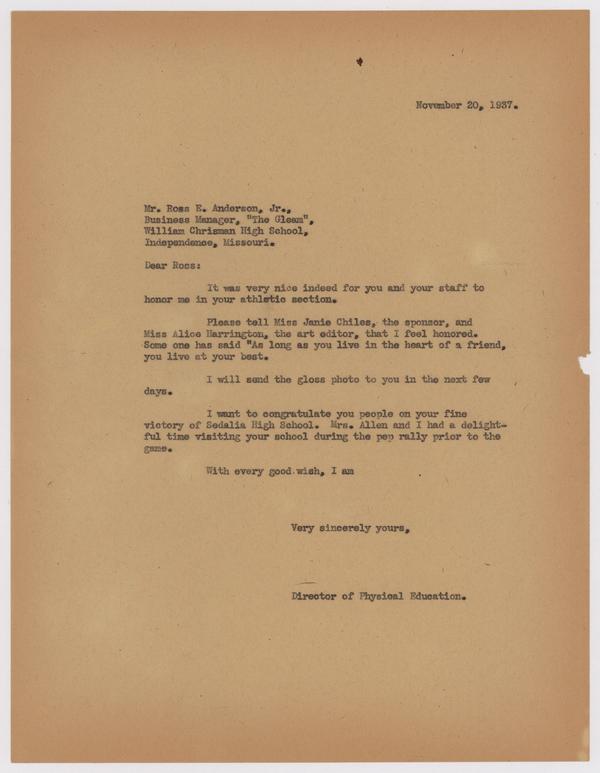 November 20, 1937.
Mr. Ross E. Anderson, Jr.,
Business Manager, "The Gleam",
William Chrisman High School,
Independence, Missouri.
Dear Ross:
It was very nice indeed for you and your staff to
honor me in your athletic section.
Please tell Miss Janie Chiles, the sponsor, and
Miss Alice Harrington, the art editor, that I feel honored.
Some one has said "As long as you live in the heart of a friend,
you live at your best.
I will send the gloss photo to you in the next few
days.
I want to congratulate you people on your fine
victory of Sedalia High School. Mrs. Allen and I had a delight-
ful time visiting your school during the pep rally prior to the
game.
With every good wish, I am
Very sincerely yours,
Director of Physical Education.